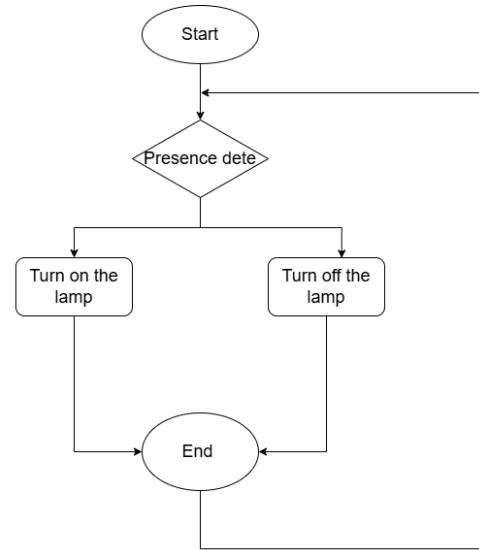 Start
Presence dete
Turn on the
lamp
Turn off the
lamp
End